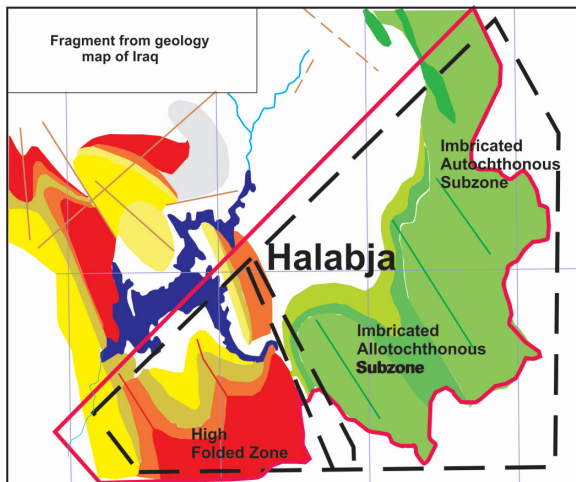 Fragment from geology
map of Iraq
Imbricated
Autochthonous
Subzone
Halabja
Imbricated
Allotochthonous
Subzone
High
Folded Zone